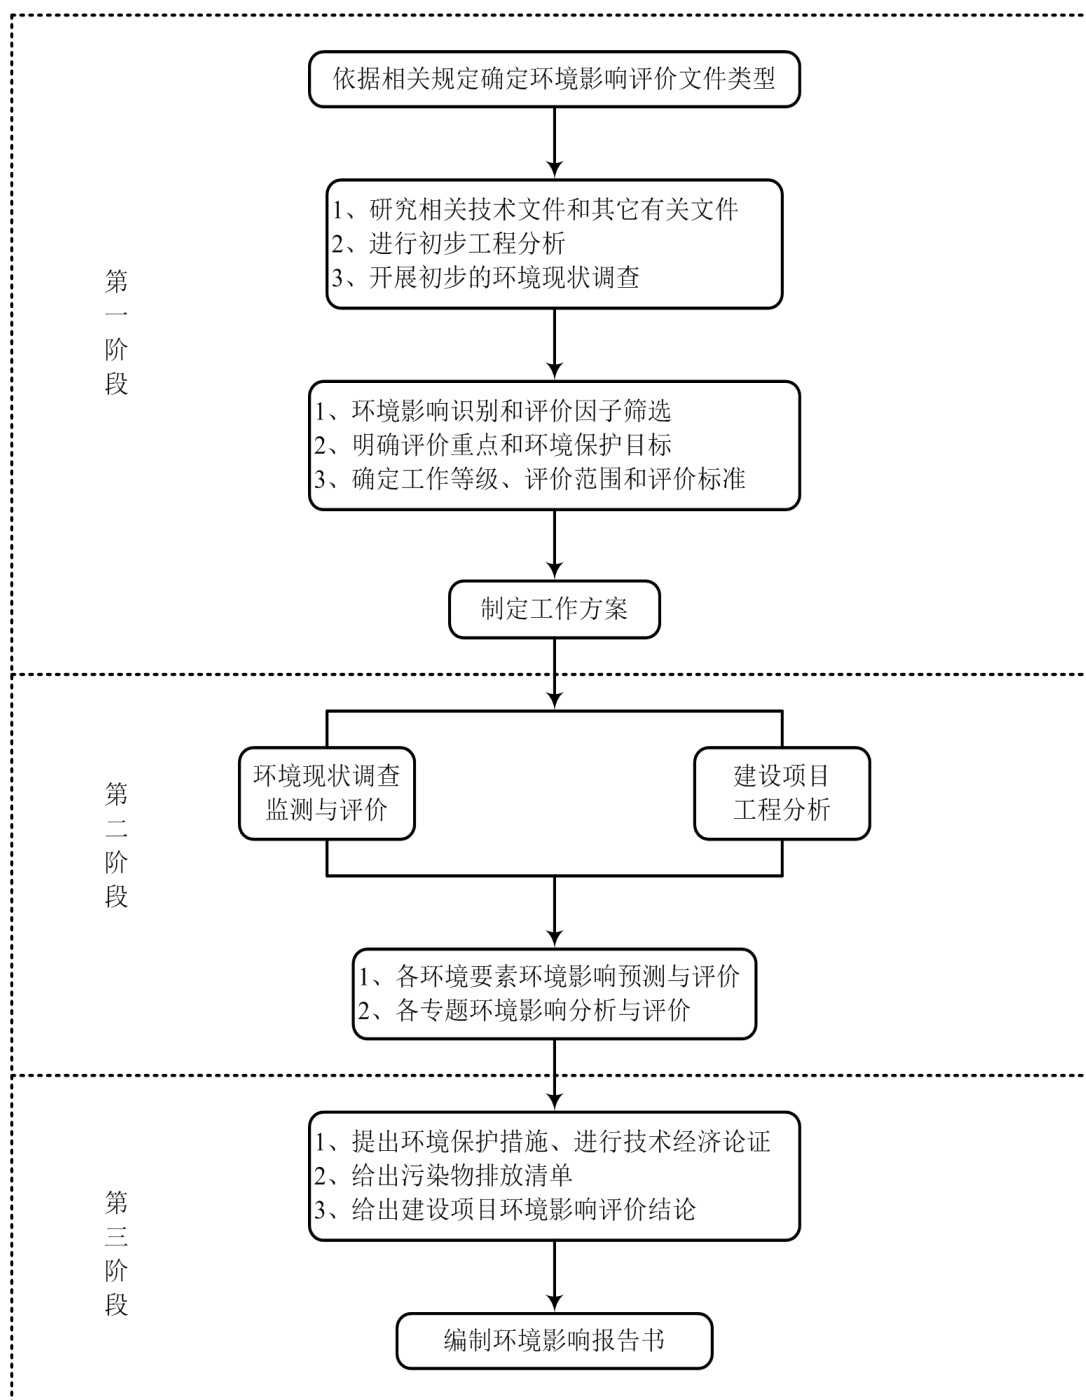 依据相关规定确定环境影响评价文件类型
1、研究相关技术文件和其它有关文件
2、进行初步工程分析
3、开展初步的环境现状调查
第一阶段
1、环境影响识别和评价因子筛选
2、明确评价重点和环境保护目标
3、确定工作等级、评价范围和评价标准
制定工作方案
环境现状调查
监测与评价
建设项目
工程分析
第二阶段
1、各环境要素环境影响预测与评价
2、各专题环境影响分析与评价
1、提出环境保护措施、进行技术经济论证
2、给出污染物排放清单
3、给出建设项目环境影响评价结论
第三阶段
编制环境影响报告书